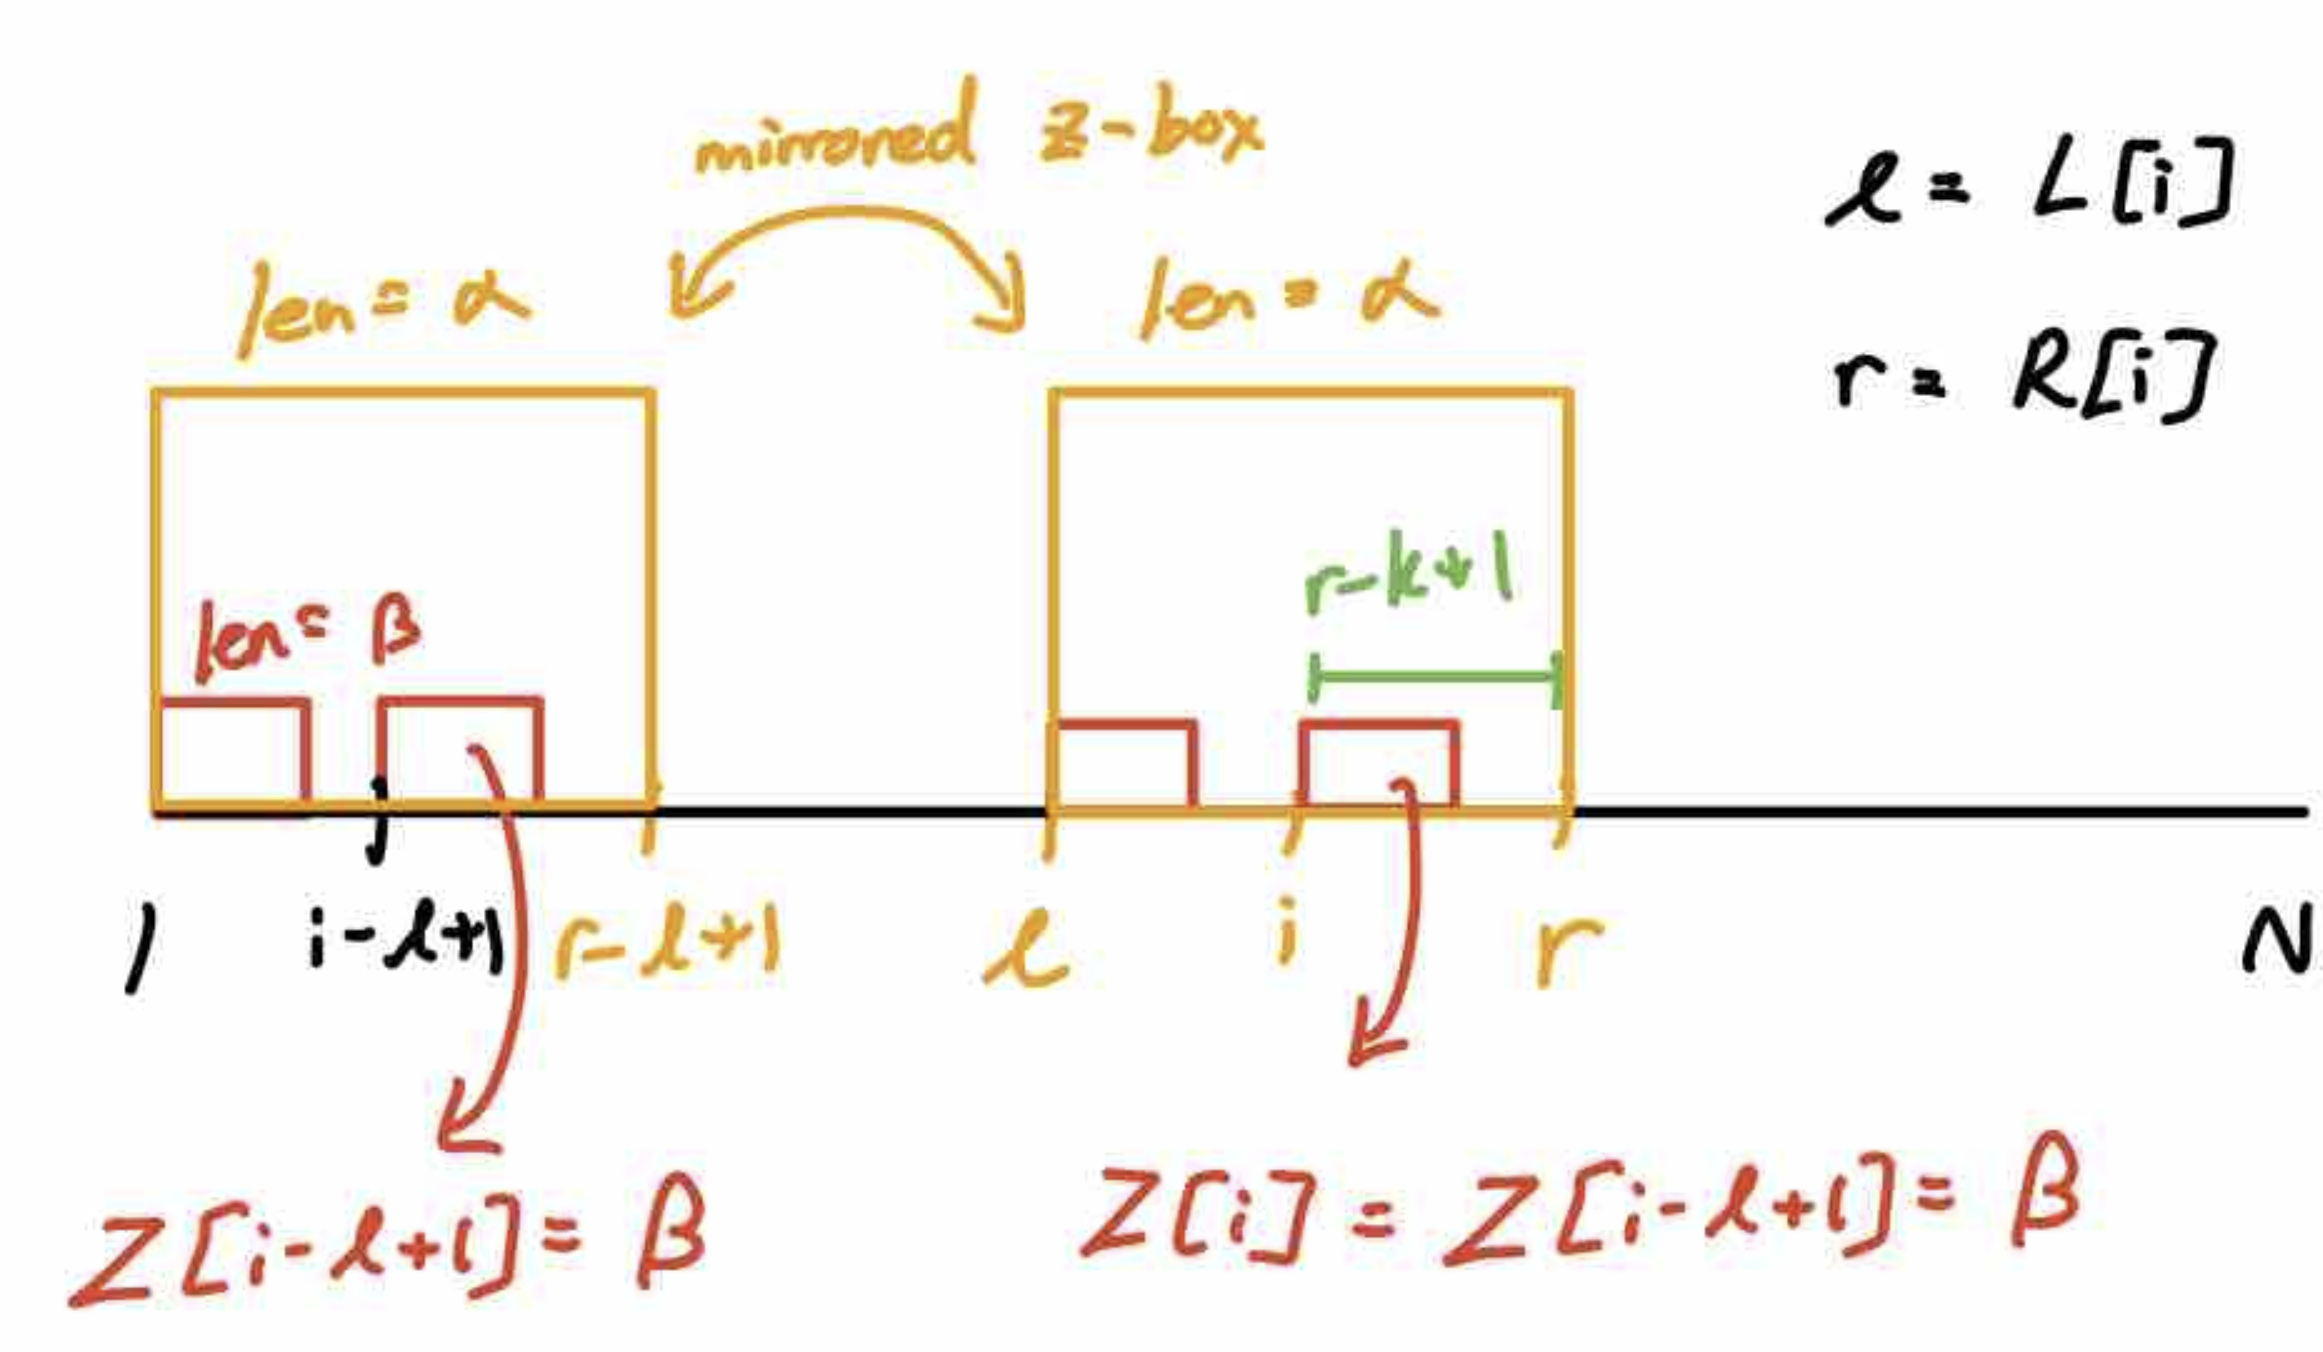 mirrored z-box
l = L[i]
len = α
len = α
r = R[i]
r-k+1
len = β
1
i-l+1
r-l+1
l
i
r
N
Z[i-l+1] = β
Z[i] = Z[i-l+1] = β